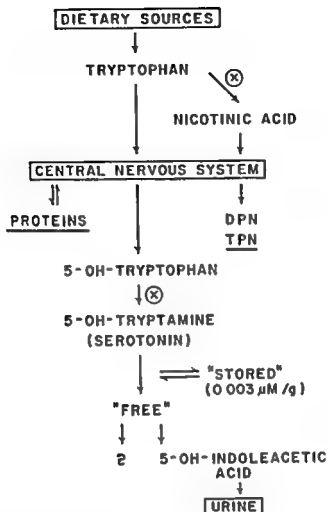 DIETARY SOURCES
TRYPTOPHAN
NICOTINIC ACID
CENTRAL NERVOUS SYSTEM
PROTEINS
DPN
TPN
5-OH-TRYPTOPHAN
5-OH-TRYPTAMINE
(SEROTONIN)
"STORED"
(0 003 μM/g)
"FREE"
? 5-OH-INDOLEACETIC
ACID
URINE